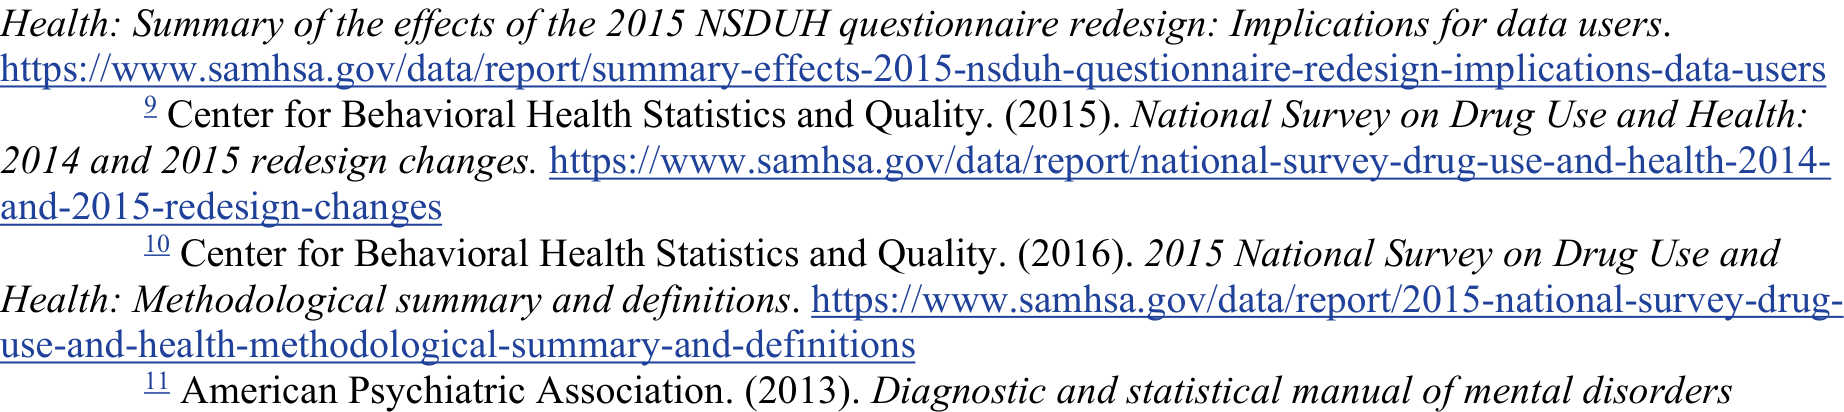 Health: Summary of the effects of the 2015 NSDUH questionnaire redesign: Implications for data users.
https://www.samhsa.gov/data/report/summary-effects-2015-nsduh-questionnaire-redesign-implications-data-users
9 Center for Behavioral Health Statistics and Quality. (2015). National Survey on Drug Use and Health:
2014 and 2015 redesign changes. https://www.samhsa.gov/data/report/national-survey-drug-use-and-health-2014-
and-2015-redesign-changes
10 Center for Behavioral Health Statistics and Quality. (2016). 2015 National Survey on Drug Use and
Health: Methodological summary and definitions. https://www.samhsa.gov/data/report/2015-national-survey-drug-
use-and-health-methodological-summary-and-definitions
11 American Psychiatric Association. (2013). Diagnostic and statistical manual of mental disorders